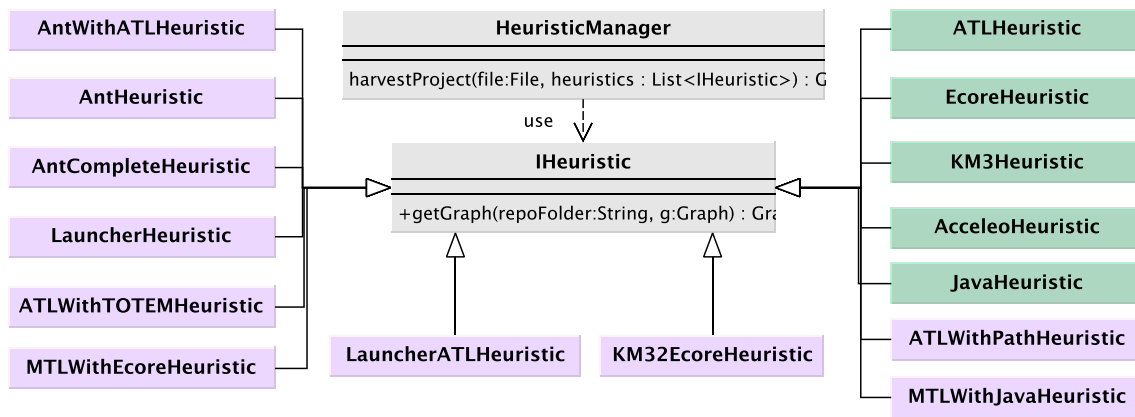 AntWithATLHeuristic
AntHeuristic
AntCompleteHeuristic
LauncherHeuristic
ATLWithTOTEMHeuristic
MTLWithEcoreHeuristic
HeuristicManager
harvestProject(file:File, heuristics : List<IHeuristic>) : G
use
IHeuristic
+getGraph(repoFolder:String, g:Graph) : Gra
LauncherATLHeuristic
KM32EcoreHeuristic
ATLHeuristic
EcoreHeuristic
KM3Heuristic
AcceleoHeuristic
JavaHeuristic
ATLWithPathHeuristic
MTLWithJavaHeuristic